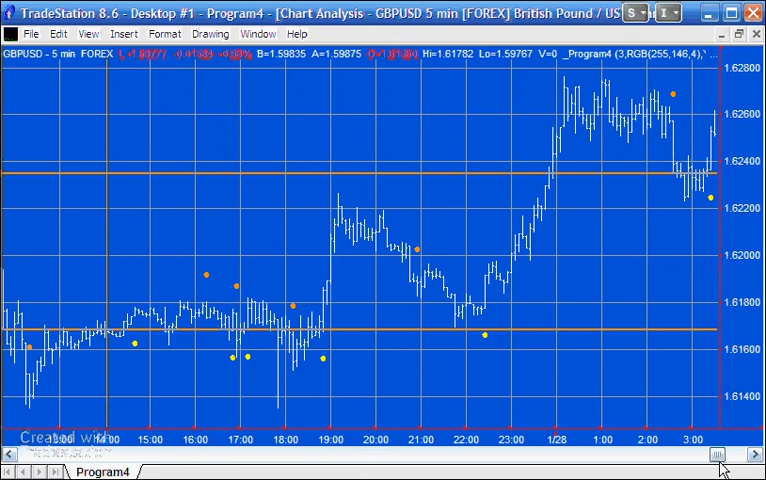 TradeStation 8.6 - Desktop #1 - Program4 - [Chart Analysis - GBPUSD 5 min [FOREX] British Pound / US
S I
File Edit View Insert Format Drawing Window Help
GBPUSD - 5 min FOREX B=1.59835 A=1.59875 Hi=1.61782 Lo=1.59767 V=0 _Program4 (3,RGB(255,146,4),
1.62800
1.62600
1.62400
1.62200
1.62000
1.61800
1.61600
1.61400
Created with
13:00 14:00 15:00 16:00 17:00 18:00 19:00 20:00 21:00 22:00 23:00 1/28 1:00 2:00 3:00
Program4